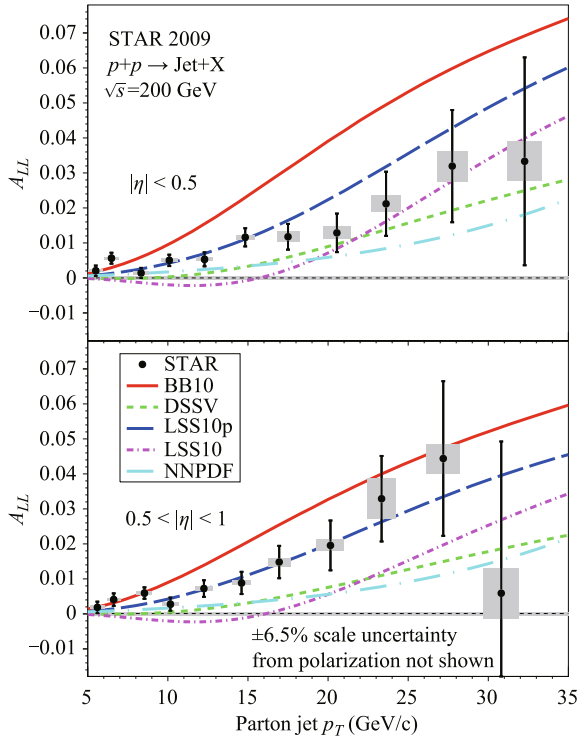 0.07
0.06
0.05
0.04
0.03
0.02
0.01
0
−0.01
A_LL
STAR 2009
p+p → Jet+X
√s=200 GeV
|η| < 0.5
0.07
0.06
0.05
0.04
0.03
0.02
0.01
0
−0.01
A_LL
STAR
BB10
DSSV
LSS10p
LSS10
NNPDF
0.5 < |η| < 1
±6.5% scale uncertainty
from polarization not shown
5 10 15 20 25 30 35
Parton jet p_T (GeV/c)